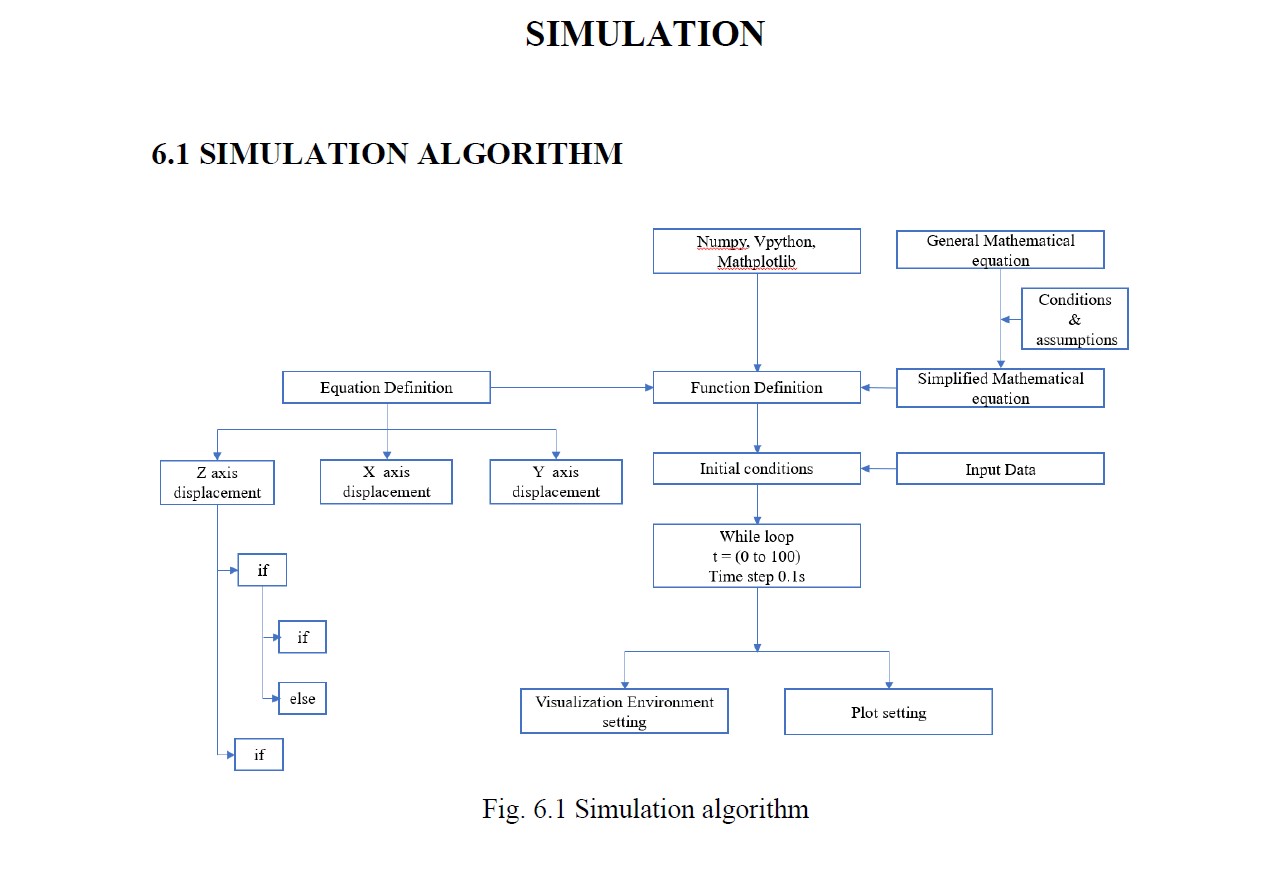 SIMULATION
6.1 SIMULATION ALGORITHM
Numpy, Vpython,
Mathplotlib
General Mathematical
equation
Conditions
&
assumptions
Equation Definition
Function Definition
Simplified Mathematical
equation
Z axis
displacement
X axis
displacement
Y axis
displacement
Initial conditions
Input Data
While loop
t = (0 to 100)
Time step 0.1s
if
if
else
if
Visualization Environment
setting
Plot setting
Fig. 6.1 Simulation algorithm